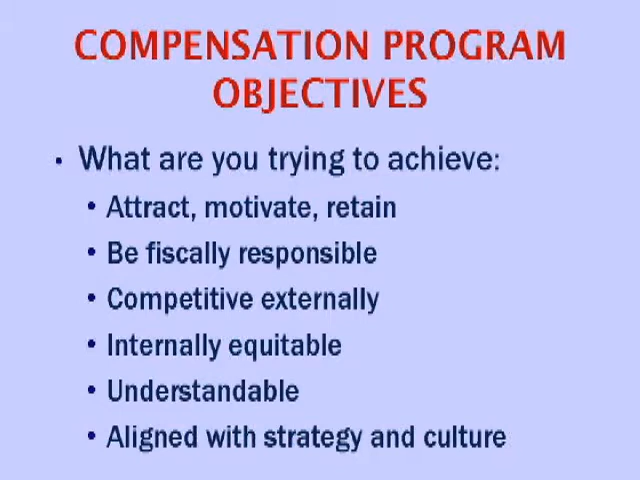 COMPENSATION PROGRAM
OBJECTIVES
• What are you trying to achieve:
• Attract, motivate, retain
• Be fiscally responsible
• Competitive externally
• Internally equitable
• Understandable
• Aligned with strategy and culture